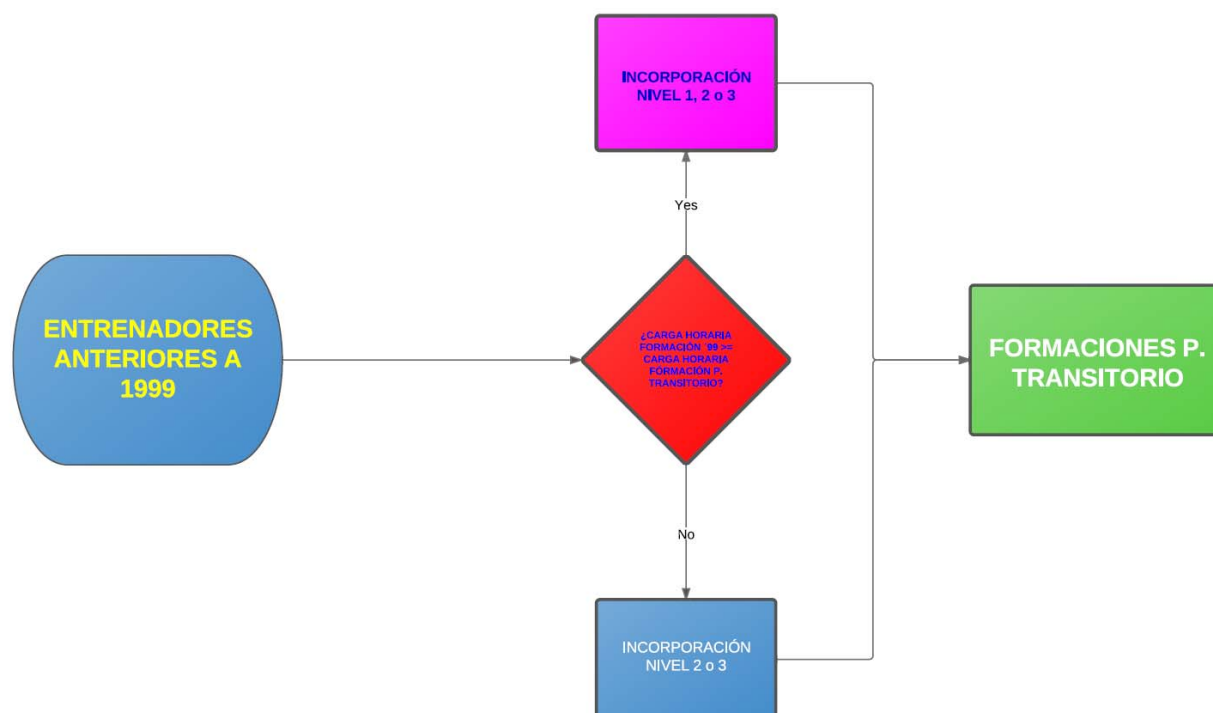 INCORPORACIÓN
NIVEL 1, 2 o 3
Yes
ENTRENADORES
ANTERIORES A
1999
¿CARGA HORARIA
FORMACIÓN ´99 >=
CARGA HORARIA
FORMACIÓN P.
TRANSITORIO?
FORMACIONES P.
TRANSITORIO
No
INCORPORACIÓN
NIVEL 2 o 3